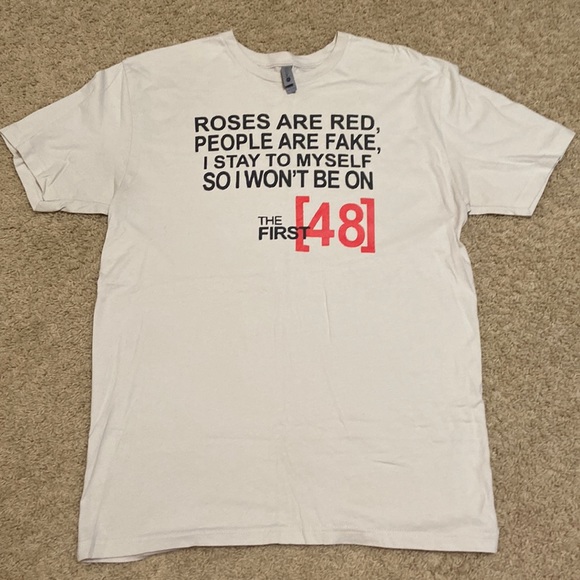 ROSES ARE RED,
PEOPLE ARE FAKE,
I STAY TO MYSELF
SO I WON'T BE ON
THE
FIRST [48]